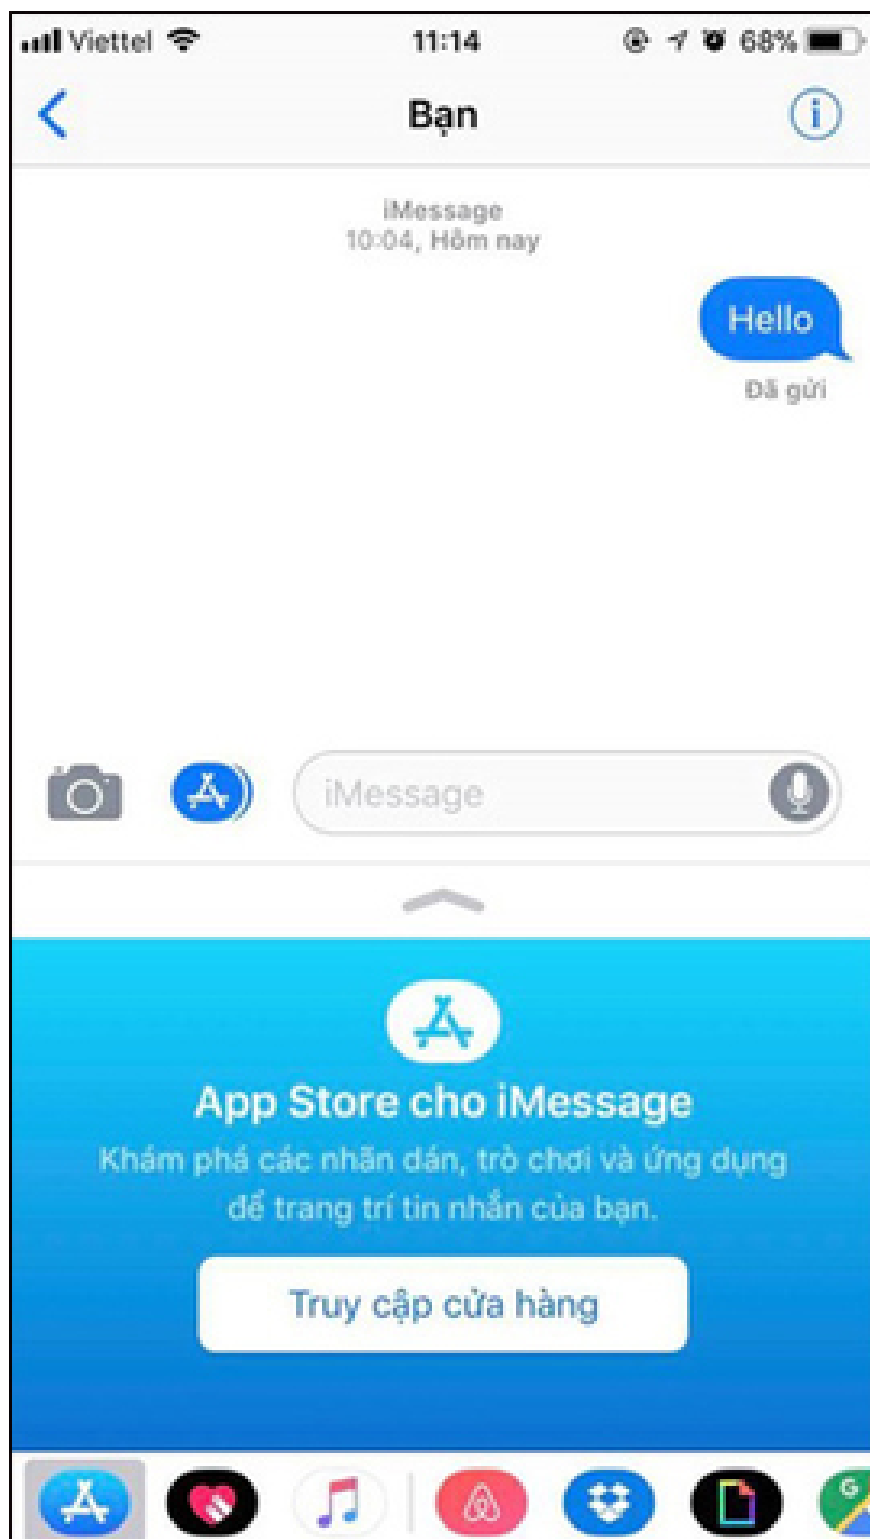 Viettel 11:14 68%
Bạn
iMessage
10:04, Hôm nay
Hello
Đã gửi
iMessage
App Store cho iMessage
Khám phá các nhãn dán, trò chơi và ứng dụng
để trang trí tin nhắn của bạn.
Truy cập cửa hàng
G